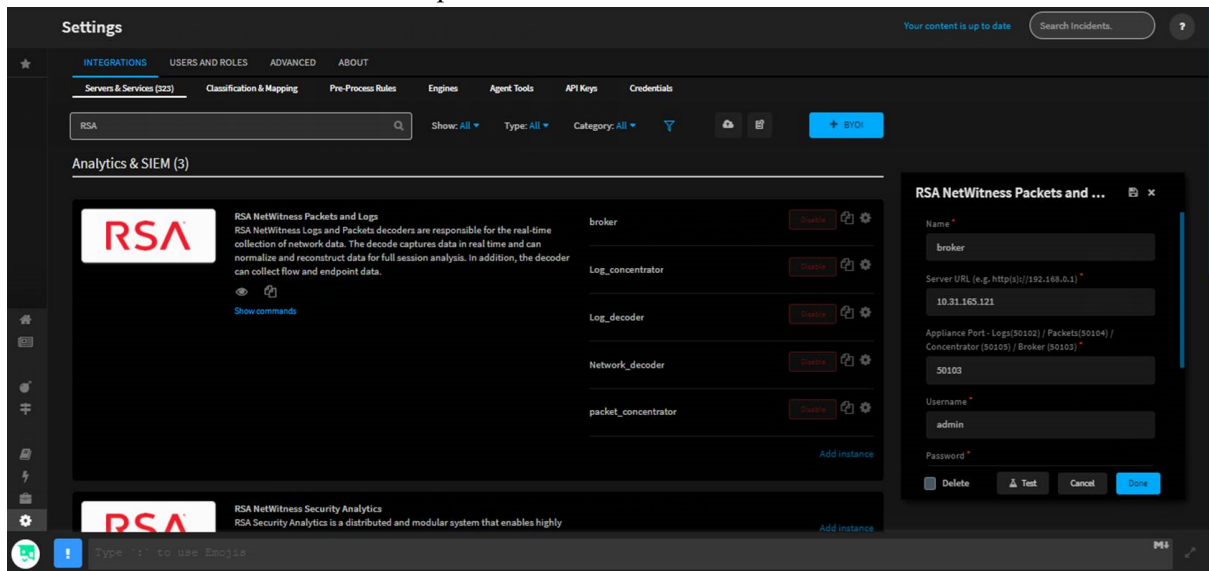 Settings
Your content is up to date
Search Incidents.
?
INTEGRATIONS USERS AND ROLES ADVANCED ABOUT
Servers & Services (323) Classification & Mapping Pre-Process Rules Engines Agent Tools API Keys Credentials
RSA
Show: All Type: All Category: All
+ BYOI
Analytics & SIEM (3)
RSA
RSA NetWitness Packets and Logs
RSA NetWitness Logs and Packets decoders are responsible for the real-time
collection of network data. The decode captures data in real time and can
normalize and reconstruct data for full session analysis. In addition, the decoder
can collect flow and endpoint data.
Show commands
broker Disable
Log_concentrator Disable
Log_decoder Disable
Network_decoder Disable
packet_concentrator Disable
Add instance
RSA
RSA NetWitness Security Analytics
RSA Security Analytics is a distributed and modular system that enables highly
Add instance
RSA NetWitness Packets and ...
Name *
broker
Server URL (e.g. http(s)://192.168.0.1) *
10.31.165.121
Appliance Port - Logs(50102) / Packets(50104) /
Concentrator (50105) / Broker (50103) *
50103
Username *
admin
Password *
Delete Test Cancel Done
! Type ':' to use Emojis
M↓